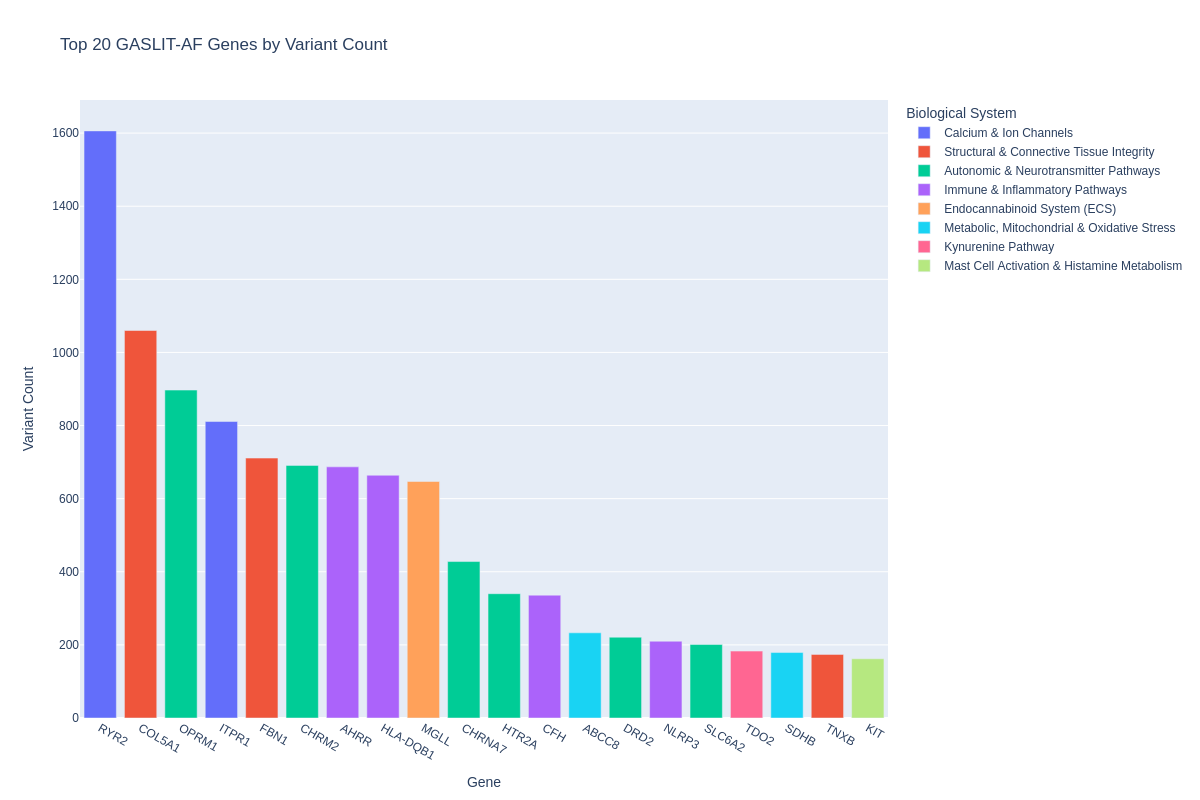 Top 20 GASLIT-AF Genes by Variant Count
Biological System
Calcium & Ion Channels
Structural & Connective Tissue Integrity
Autonomic & Neurotransmitter Pathways
Immune & Inflammatory Pathways
Endocannabinoid System (ECS)
Metabolic, Mitochondrial & Oxidative Stress
Kynurenine Pathway
Mast Cell Activation & Histamine Metabolism
Variant Count
1600
1400
1200
1000
800
600
400
200
0
RYR2
COL5A1
OPRM1
ITPR1
FBN1
CHRM2
AHRR
HLA-DQB1
MGLL
CHRNA7
HTR2A
CFH
ABCC8
DRD2
NLRP3
SLC6A2
TDO2
SDHB
TNXB
KIT
Gene